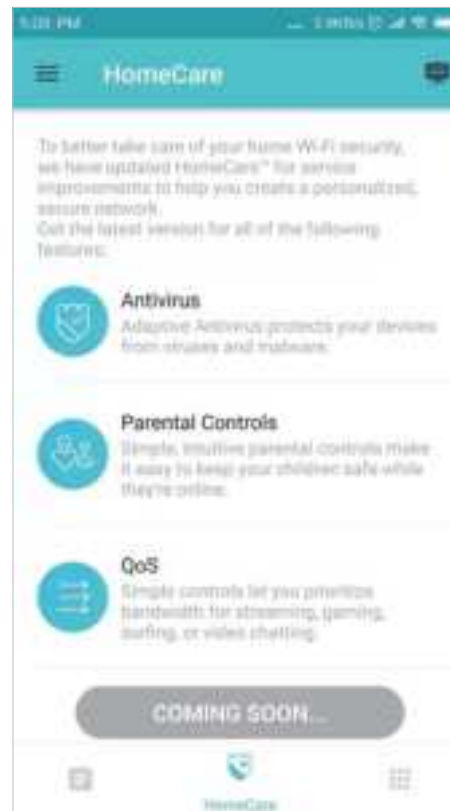 HomeCare
To better take care of your home Wi-Fi security,
we have updated HomeCare™ for service
improvements to help you create a personalized,
secure network.
Get the latest version for all of the following
features:
Antivirus
Adaptive Antivirus protects your devices
from viruses and malware.
Parental Controls
Simple, intuitive parental controls make
it easy to keep your children safe while
they're online.
QoS
Simple controls let you prioritize
bandwidth for streaming, gaming,
surfing, or video chatting.
COMING SOON...
HomeCare